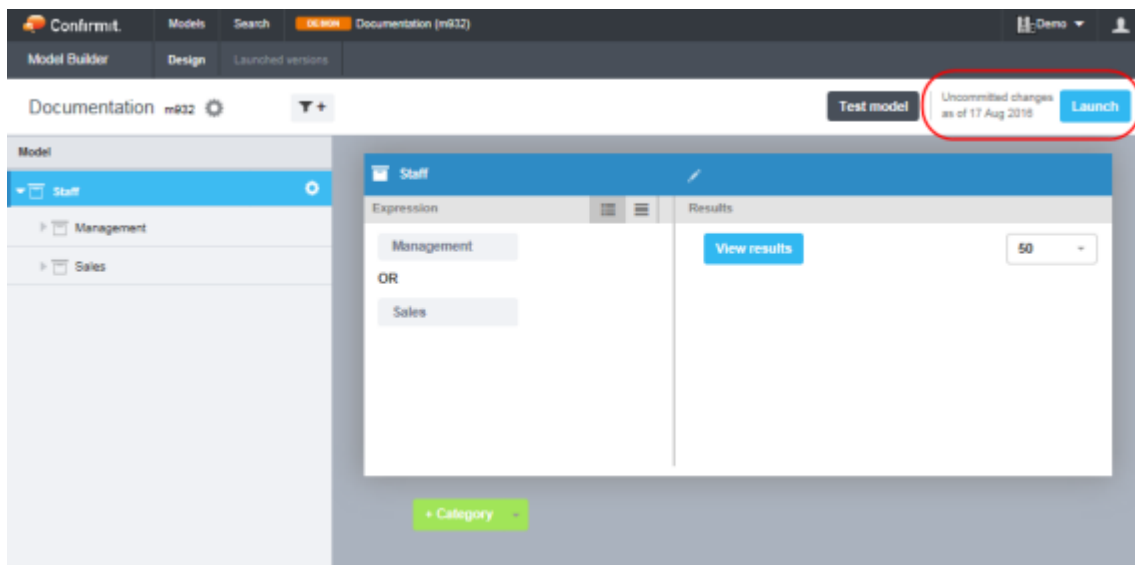 Confirmit. Models Search DESIGN Documentation (m932) Demo
Model Builder Design Launched versions
Documentation m932 + Test model Uncommitted changes Launch
as of 17 Aug 2016
Model
Staff
Management
Sales
Staff
Expression Results
Management View results 50
OR
Sales
+ Category